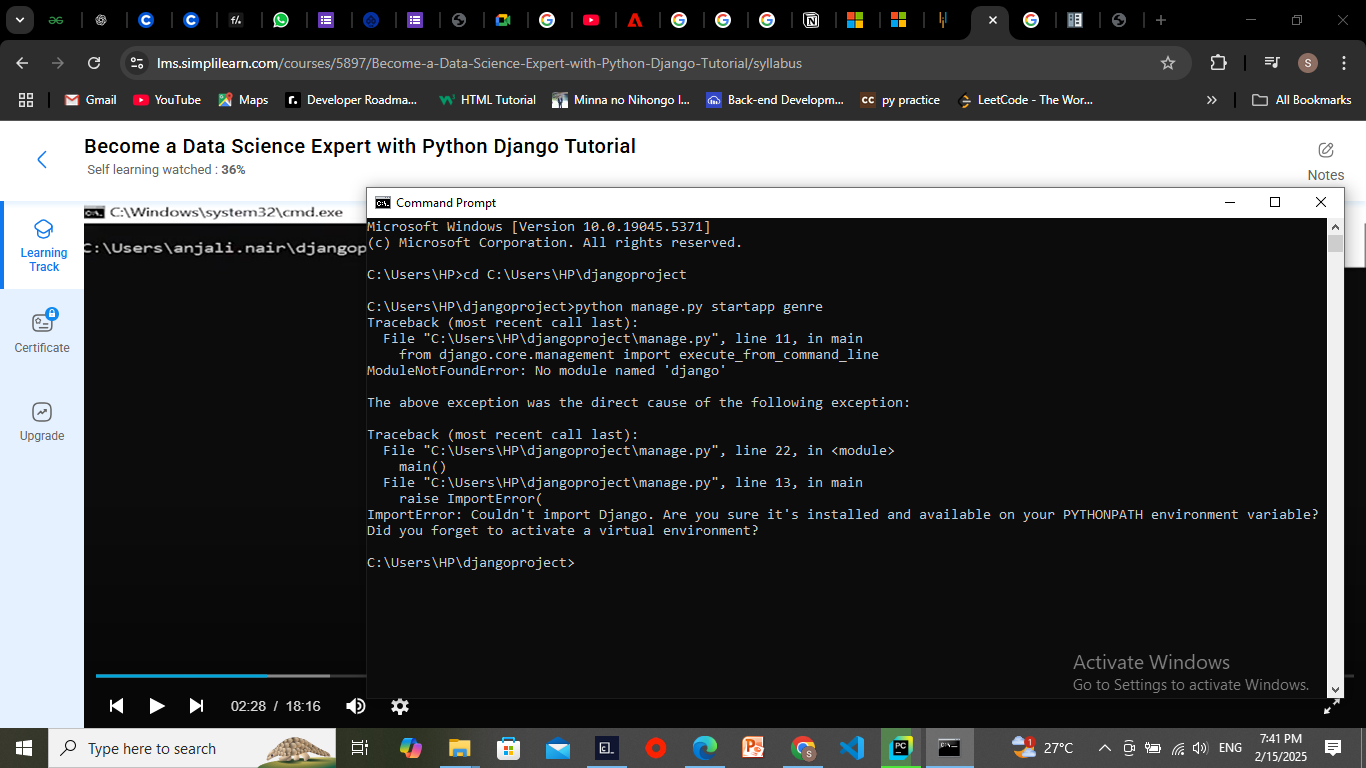 lms.simplilearn.com/courses/5897/Become-a-Data-Science-Expert-with-Python-Django-Tutorial/syllabus
S
Gmail
YouTube
Maps
Developer Roadma...
HTML Tutorial
Minna no Nihongo I...
Back-end Developm...
CC py practice
LeetCode - The Wor...
All Bookmarks
Become a Data Science Expert with Python Django Tutorial
Self learning watched : 36%
Notes
Learning
Track
Certificate
Upgrade
C:\Windows\system32\cmd.exe
C:\Users\anjali.nair\djangop
Command Prompt
Microsoft Windows [Version 10.0.19045.5371]
(c) Microsoft Corporation. All rights reserved.
C:\Users\HP>cd C:\Users\HP\djangoproject
C:\Users\HP\djangoproject>python manage.py startapp genre
Traceback (most recent call last):
  File "C:\Users\HP\djangoproject\manage.py", line 11, in main
    from django.core.management import execute_from_command_line
ModuleNotFoundError: No module named 'django'
The above exception was the direct cause of the following exception:
Traceback (most recent call last):
  File "C:\Users\HP\djangoproject\manage.py", line 22, in <module>
    main()
  File "C:\Users\HP\djangoproject\manage.py", line 13, in main
    raise ImportError(
ImportError: Couldn't import Django. Are you sure it's installed and available on your PYTHONPATH environment variable?
Did you forget to activate a virtual environment?
C:\Users\HP\djangoproject>
Activate Windows
Go to Settings to activate Windows.
02:28 / 18:16
Type here to search
PC
1
27°C
ENG
7:41 PM
2/15/2025